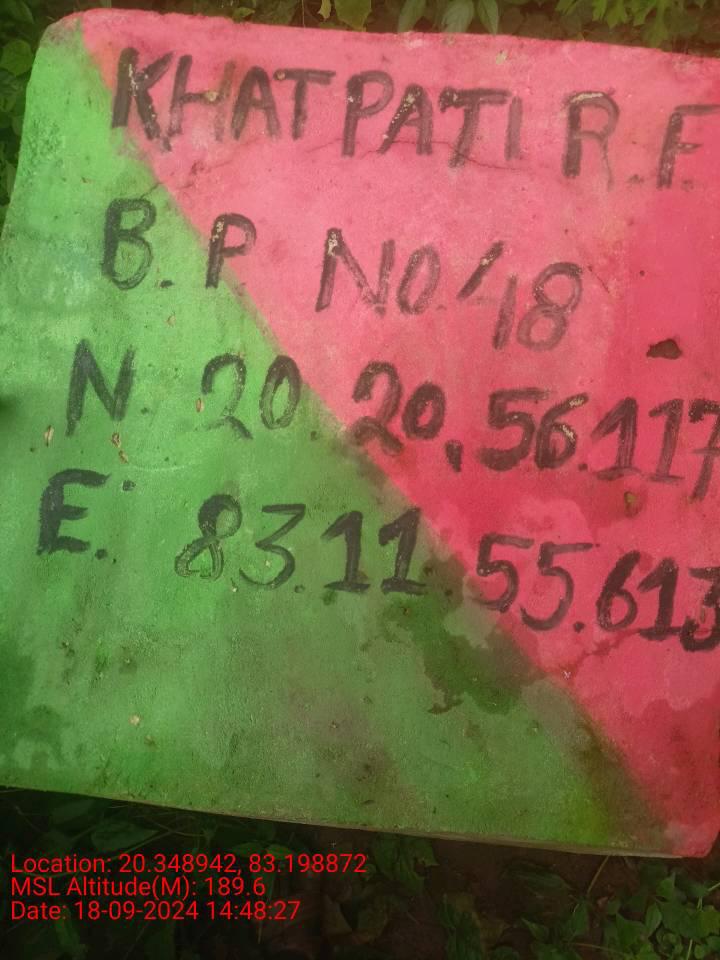 KHATPATI R.F
B.P No.48
N. 20.20,56.117
E. 83.11.55.613
Location: 20.348942, 83.198872
MSL Altitude(M): 189.6
Date: 18-09-2024 14:48:27